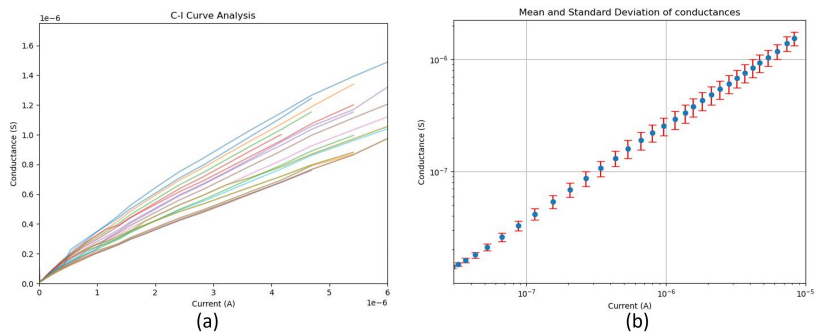 C-I Curve Analysis
1e−6
1.6
1.4
1.2
1.0
0.8
0.6
0.4
0.2
0.0
Conductance (S)
0 1 2 3 4 5 6
1e−6
Current (A)
(a)
Mean and Standard Deviation of conductances
10⁻⁶
10⁻⁷
Conductance (S)
10⁻⁷ 10⁻⁶ 10⁻⁵
Current (A)
(b)